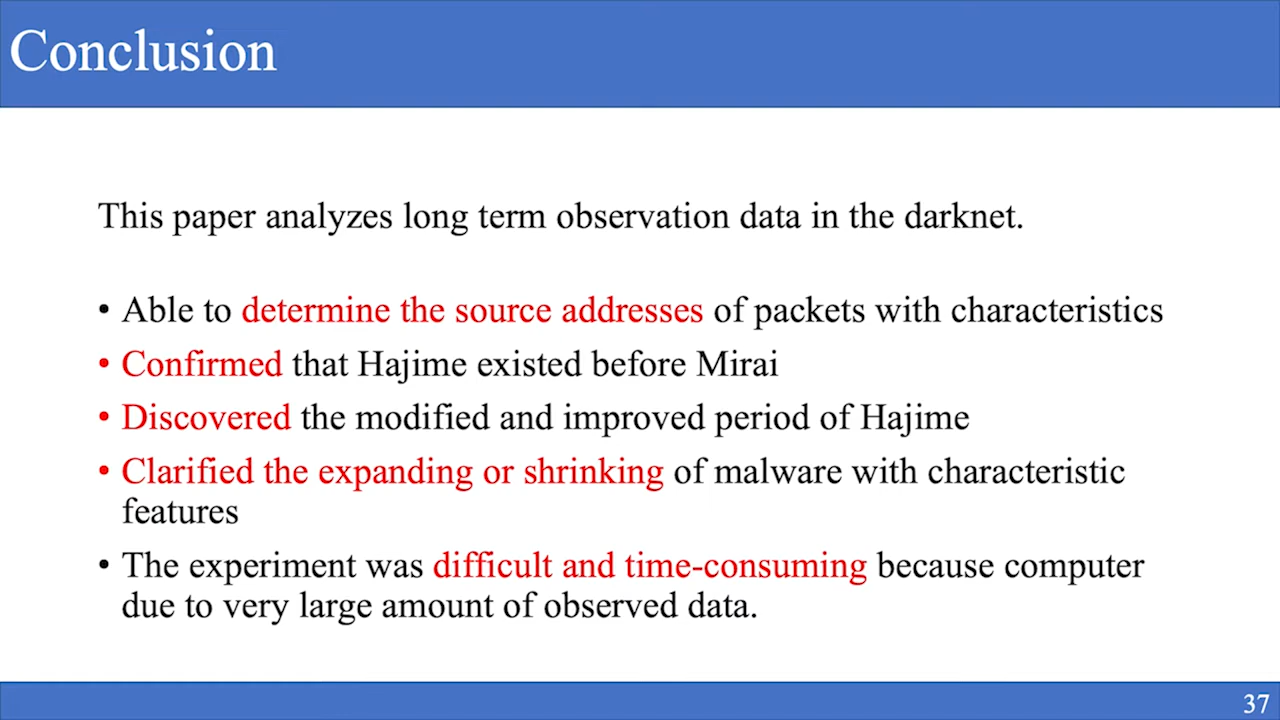 Conclusion
This paper analyzes long term observation data in the darknet.
• Able to determine the source addresses of packets with characteristics
• Confirmed that Hajime existed before Mirai
• Discovered the modified and improved period of Hajime
• Clarified the expanding or shrinking of malware with characteristic
features
• The experiment was difficult and time-consuming because computer
due to very large amount of observed data.
37